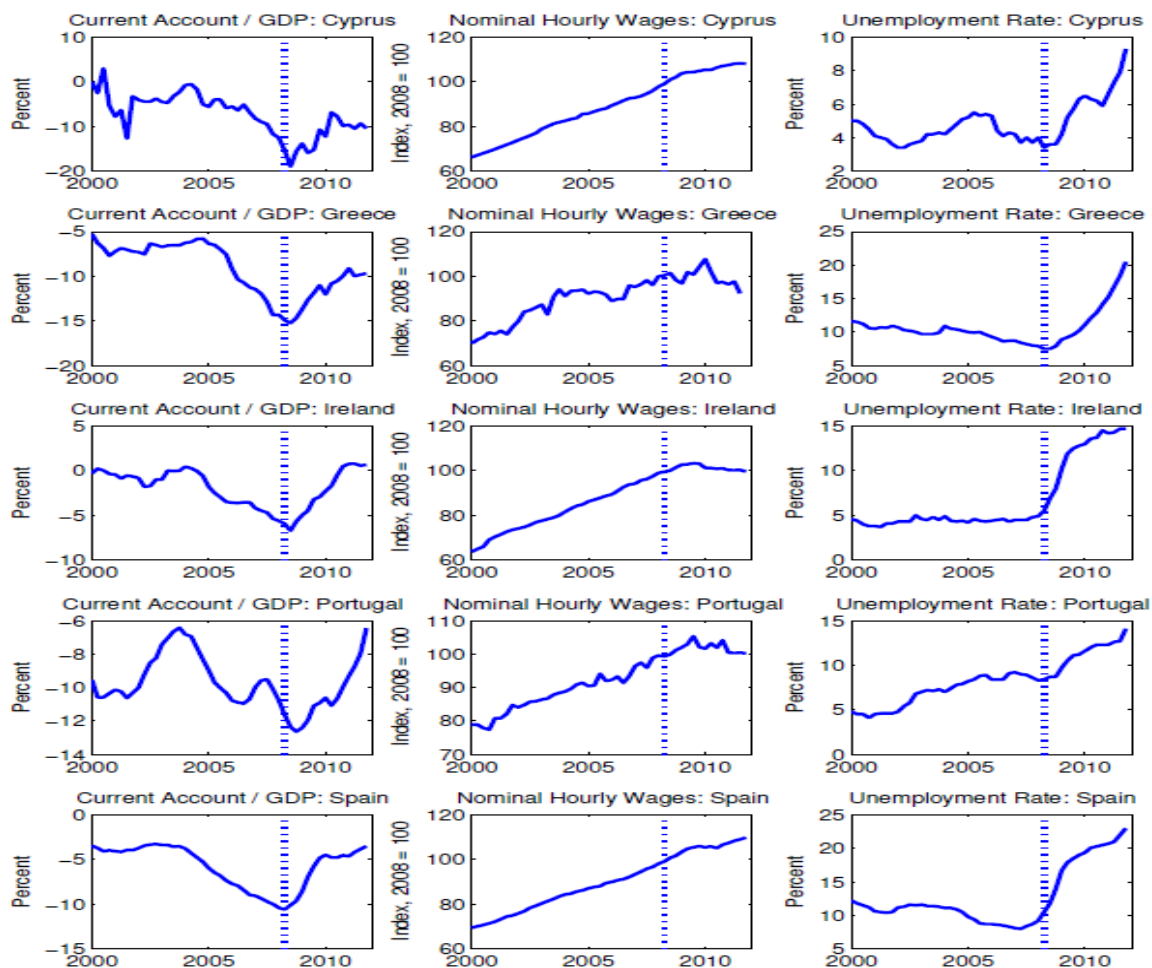 Current Account / GDP: Cyprus
10
0
−10
−20
Percent
2000 2005 2010
Nominal Hourly Wages: Cyprus
120
100
80
60
Index, 2008 = 100
2000 2005 2010
Unemployment Rate: Cyprus
10
8
6
4
2
Percent
2000 2005 2010
Current Account / GDP: Greece
−5
−10
−15
−20
Percent
2000 2005 2010
Nominal Hourly Wages: Greece
120
100
80
60
Index, 2008 = 100
2000 2005 2010
Unemployment Rate: Greece
25
20
15
10
5
Percent
2000 2005 2010
Current Account / GDP: Ireland
5
0
−5
−10
Percent
2000 2005 2010
Nominal Hourly Wages: Ireland
120
100
80
60
Index, 2008 = 100
2000 2005 2010
Unemployment Rate: Ireland
15
10
5
0
Percent
2000 2005 2010
Current Account / GDP: Portugal
−6
−8
−10
−12
−14
Percent
2000 2005 2010
Nominal Hourly Wages: Portugal
110
100
90
80
70
Index, 2008 = 100
2000 2005 2010
Unemployment Rate: Portugal
15
10
5
0
Percent
2000 2005 2010
Current Account / GDP: Spain
0
−5
−10
−15
Percent
2000 2005 2010
Nominal Hourly Wages: Spain
120
100
80
60
Index, 2008 = 100
2000 2005 2010
Unemployment Rate: Spain
25
20
15
10
5
Percent
2000 2005 2010